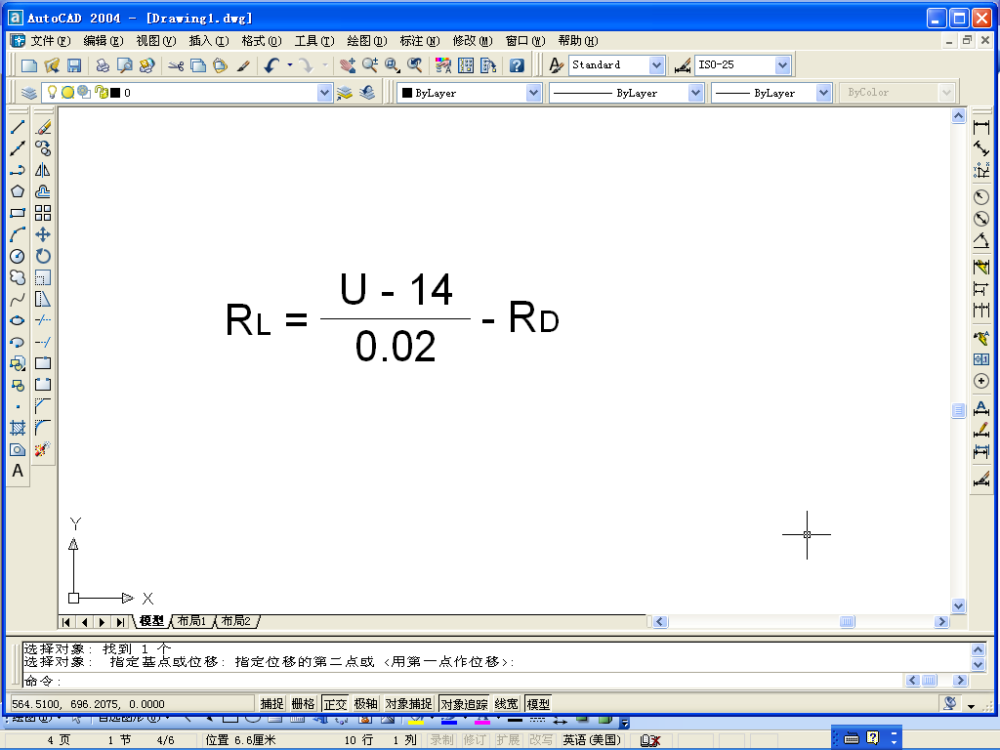 AutoCAD 2004 - [Drawing1.dwg]
文件(F) 编辑(E) 视图(V) 插入(I) 格式(O) 工具(T) 绘图(D) 标注(N) 修改(M) 窗口(W) 帮助(H)
Standard ISO-25
0 ByLayer ByLayer ByLayer ByColor
U - 14
RL = - RD
0.02
A
Y
X
模型 布局1 布局2
选择对象: 找到 1 个
选择对象: 指定基点或位移: 指定位移的第二点或 <用第一点作位移>:
命令:
564.5100, 696.2075, 0.0000 捕捉 栅格 正交 极轴 对象捕捉 对象追踪 线宽 模型
4 页 1 节 4/6 位置 6.6厘米 10 行 1 列 录制 修订 扩展 改写 英语(美国)